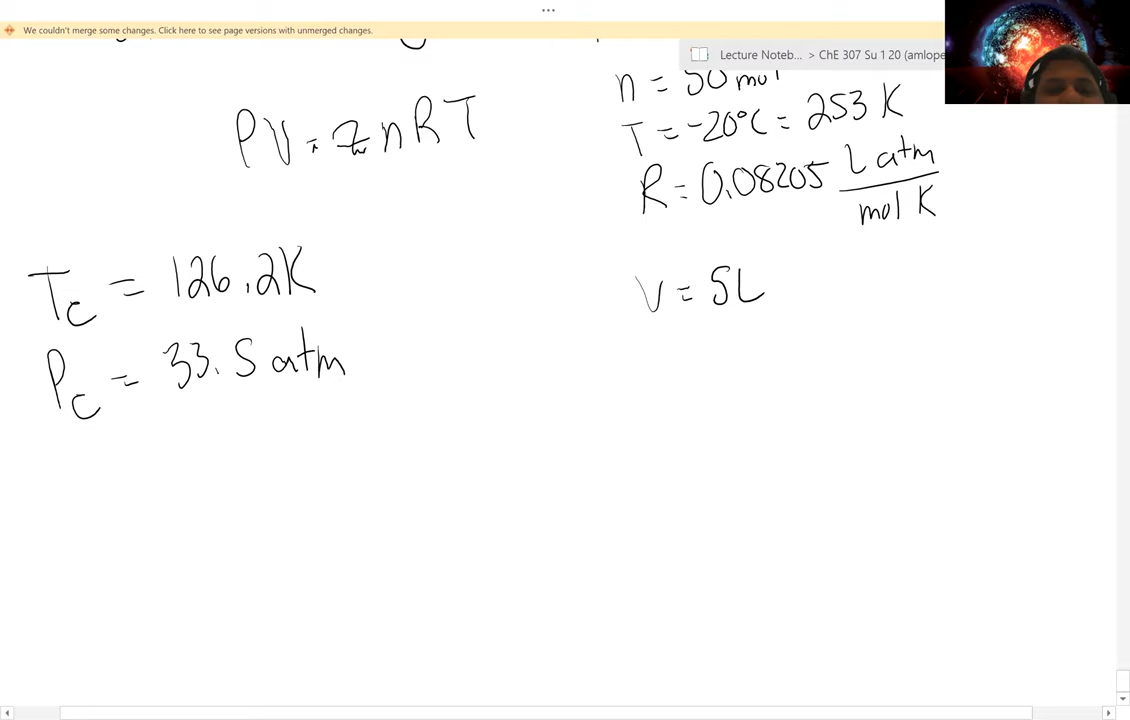 We couldn't merge some changes. Click here to see page versions with unmerged changes.
Lecture Noteb... > ChE 307 Su 1 20 (amlope
n = 50 mol
PV = znRT
T = -20°C = 253 K
R = 0.08205 L atm / mol K
Tc = 126.2K
V = 5L
Pc = 33.5 atm